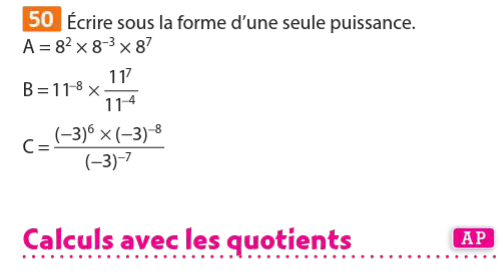 50 Écrire sous la forme d'une seule puissance.
A = 8² × 8⁻³ × 8⁷
B = 11⁻⁸ × 11⁷/11⁻⁴
C = (−3)⁶ × (−3)⁻⁸/(−3)⁻⁷
Calculs avec les quotients AP